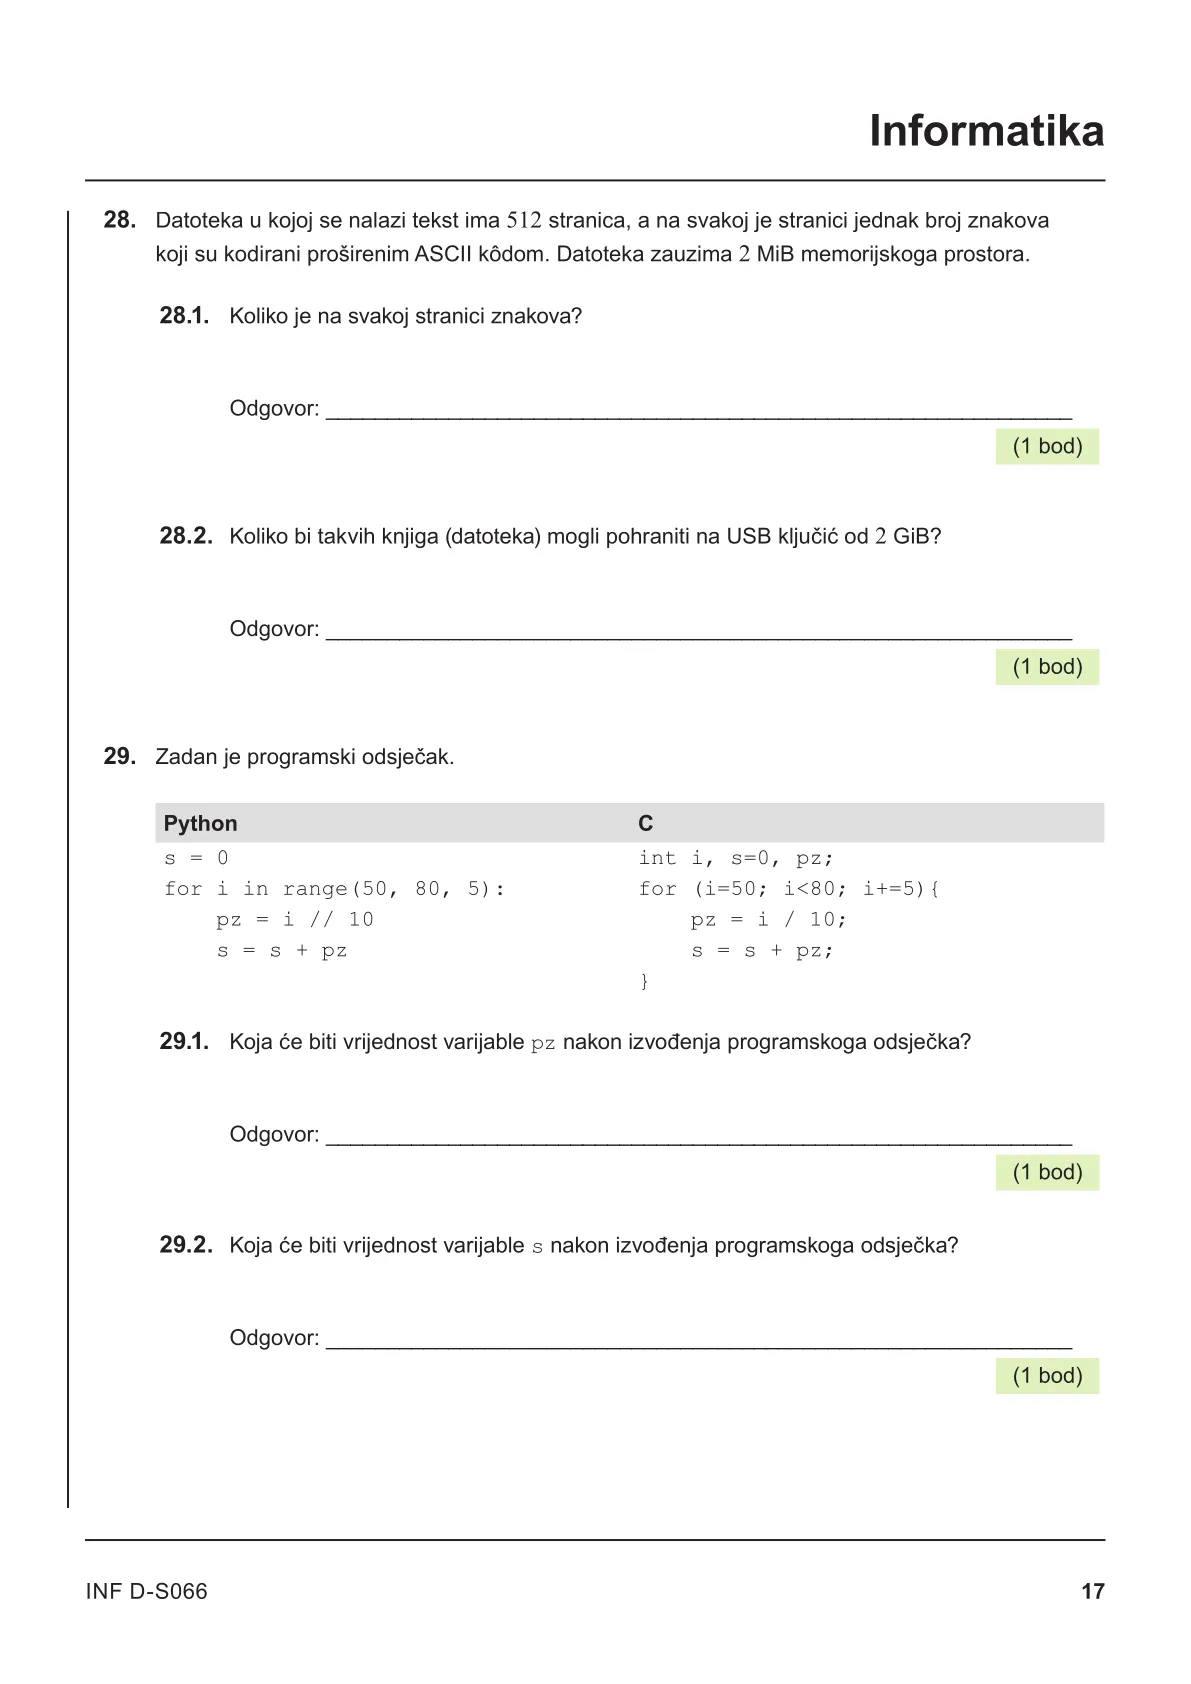 Informatika
28. Datoteka u kojoj se nalazi tekst ima 512 stranica, a na svakoj je stranici jednak broj znakova
koji su kodirani proširenim ASCII kôdom. Datoteka zauzima 2 MiB memorijskoga prostora.
28.1. Koliko je na svakoj stranici znakova?
Odgovor: _____________________________________________________________
(1 bod)
28.2. Koliko bi takvih knjiga (datoteka) mogli pohraniti na USB ključić od 2 GiB?
Odgovor: _____________________________________________________________
(1 bod)
29. Zadan je programski odsječak.
Python C
s = 0 int i, s=0, pz;
for i in range(50, 80, 5): for (i=50; i<80; i+=5){
pz = i // 10 pz = i / 10;
s = s + pz s = s + pz;
}
29.1. Koja će biti vrijednost varijable pz nakon izvođenja programskoga odsječka?
Odgovor: _____________________________________________________________
(1 bod)
29.2. Koja će biti vrijednost varijable s nakon izvođenja programskoga odsječka?
Odgovor: _____________________________________________________________
(1 bod)
INF D-S066 17